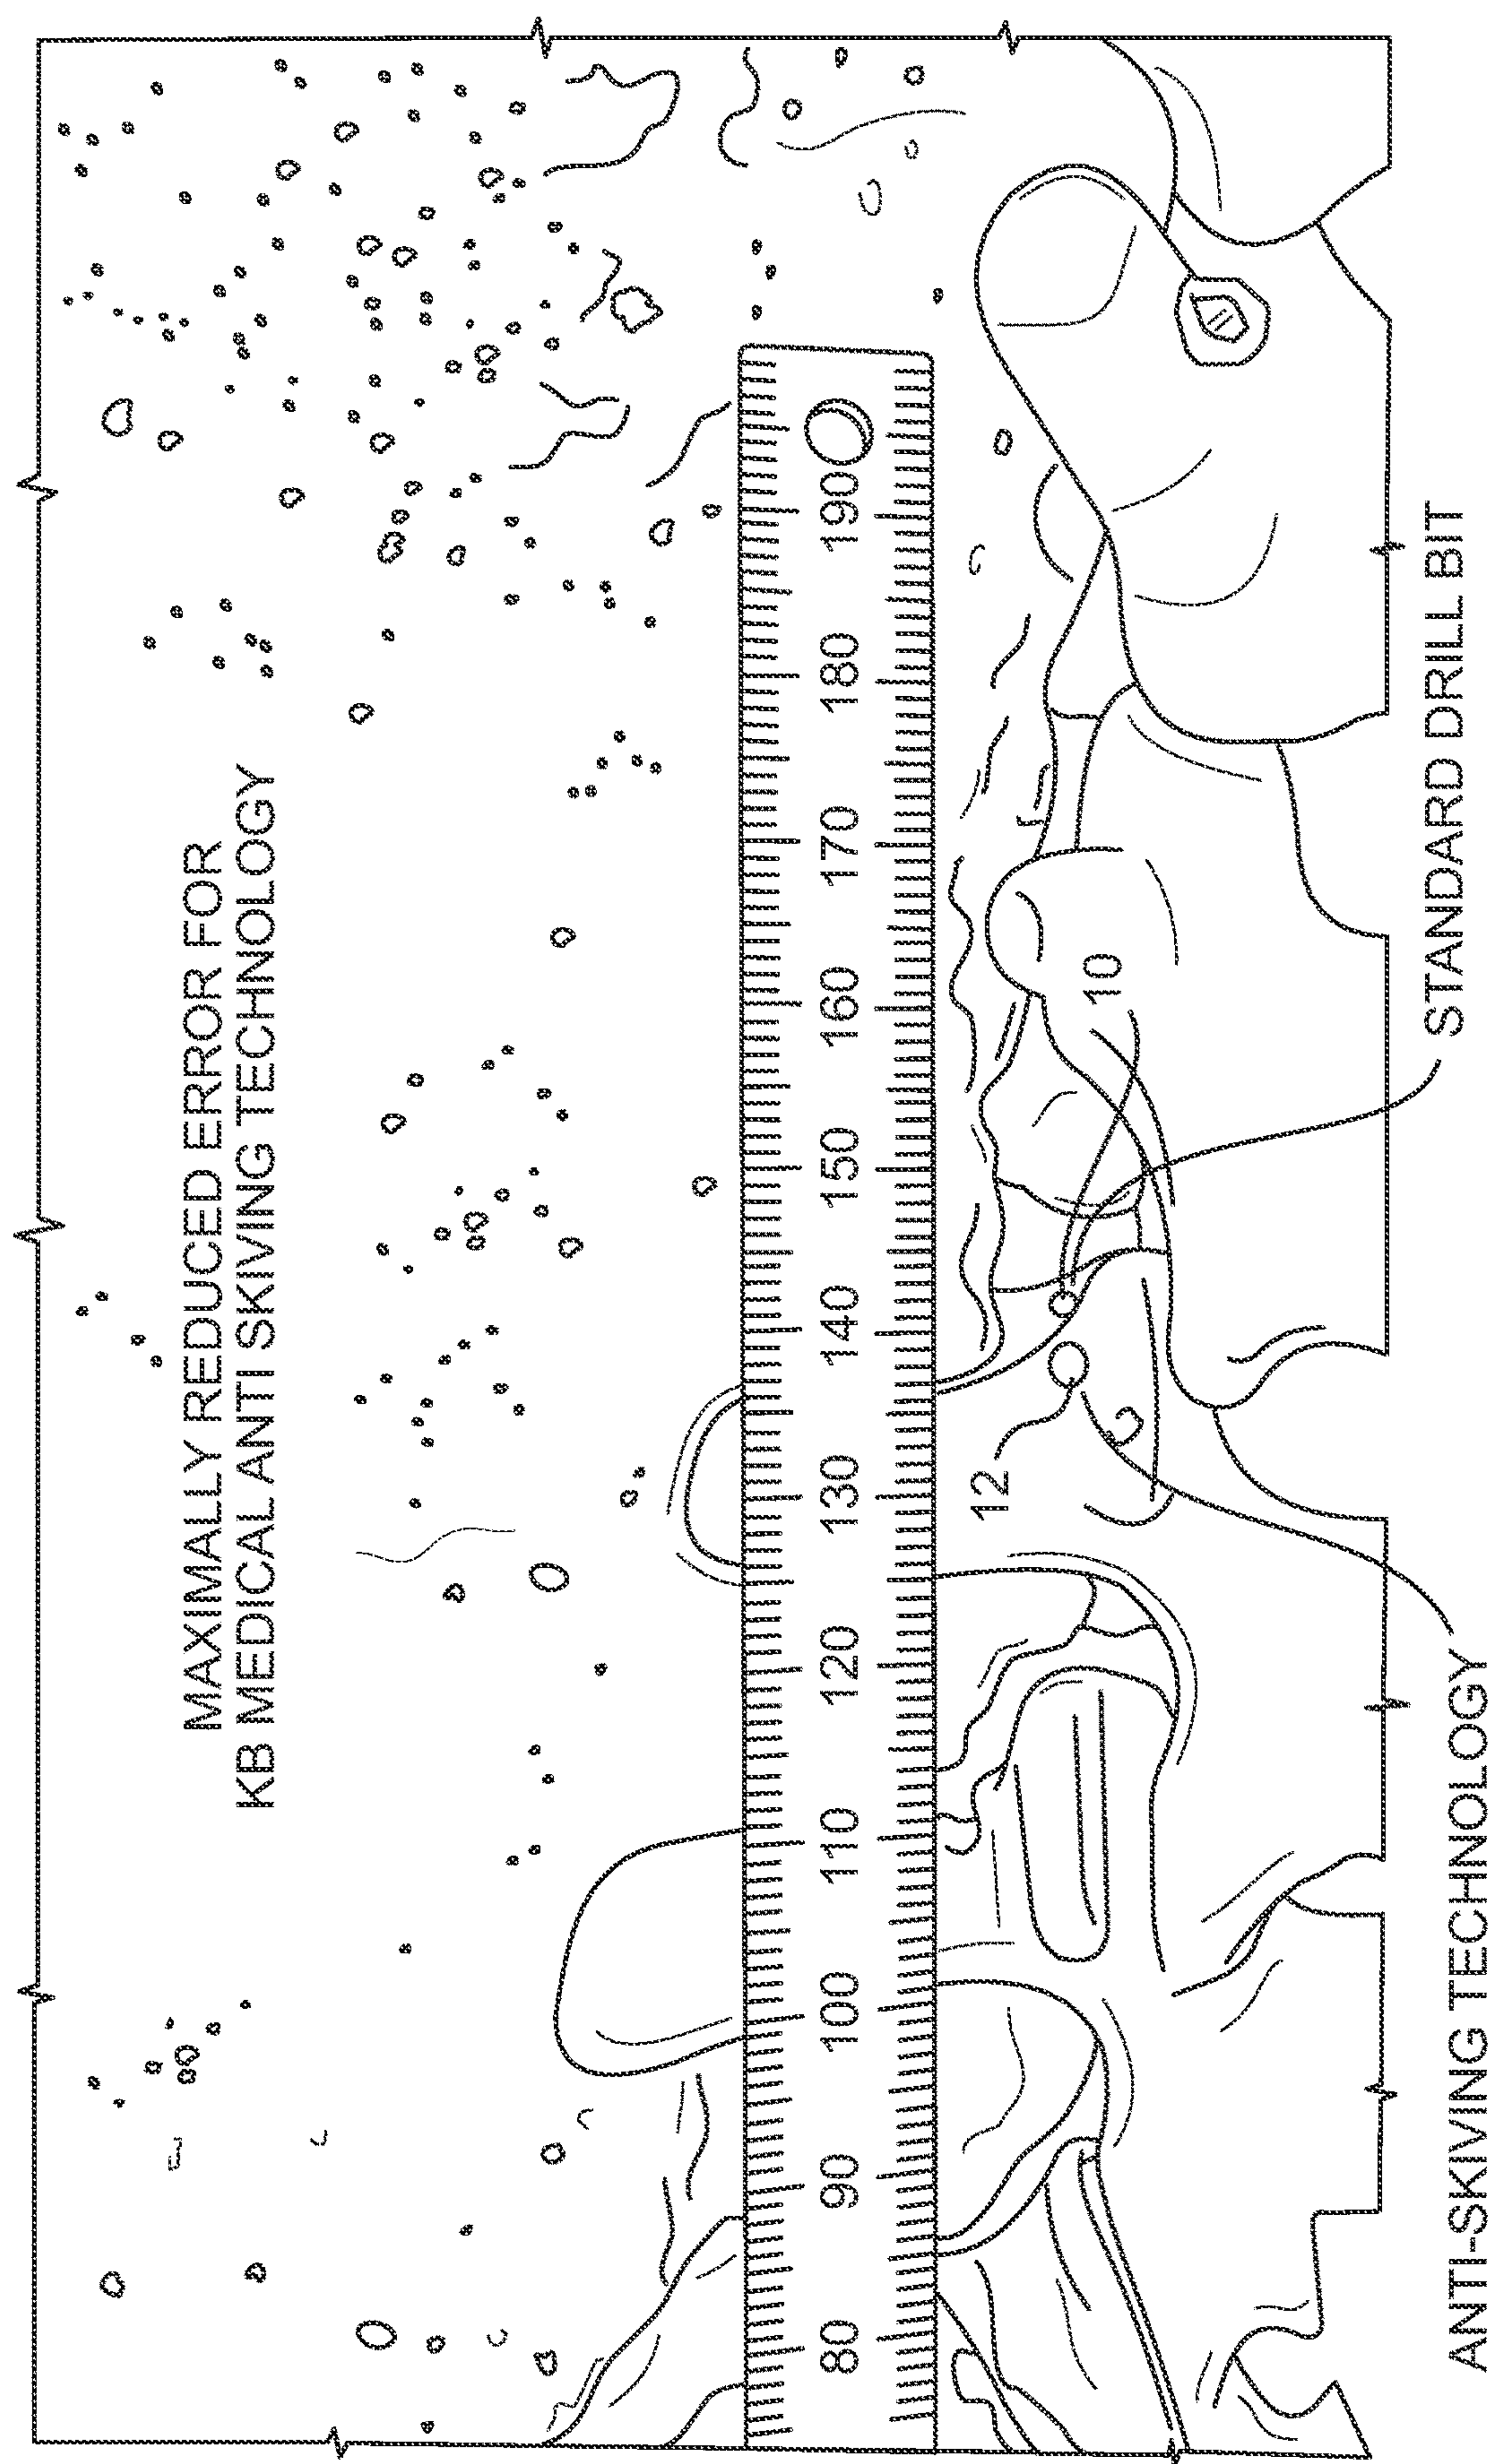 MAXIMALLY REDUCED ERROR FOR
KB MEDICAL ANTI SKIVING TECHNOLOGY
80 90 100 110 120 130 140 150 160 170 180 190
12
10
ANTI-SKIVING TECHNOLOGY
STANDARD DRILL BIT